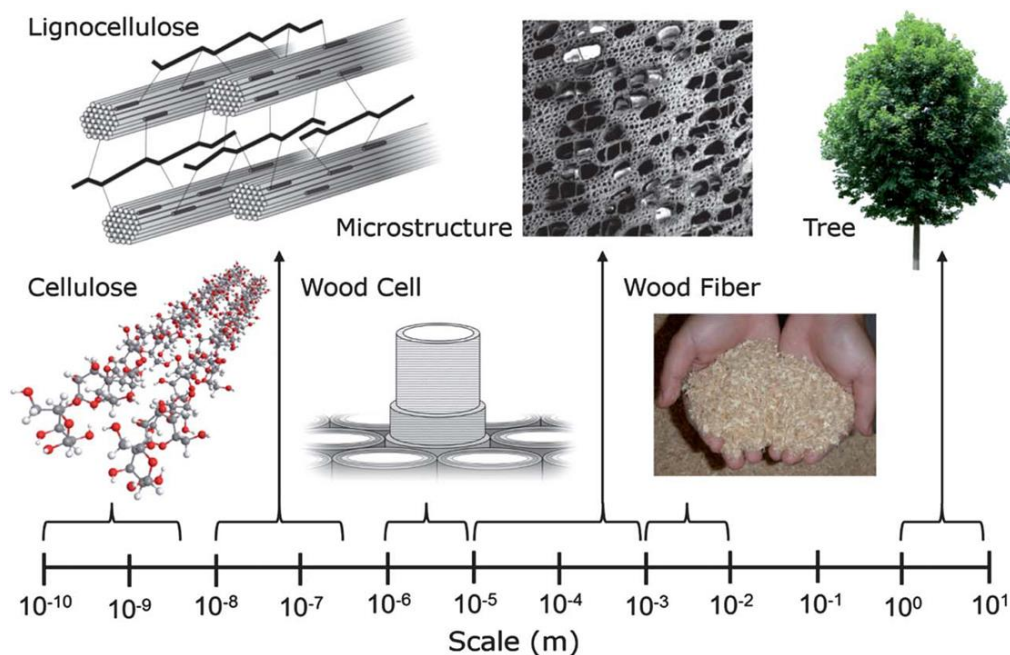 Lignocellulose
Microstructure
Tree
Cellulose
Wood Cell
Wood Fiber
10⁻¹⁰ 10⁻⁹ 10⁻⁸ 10⁻⁷ 10⁻⁶ 10⁻⁵ 10⁻⁴ 10⁻³ 10⁻² 10⁻¹ 10⁰ 10¹
Scale (m)